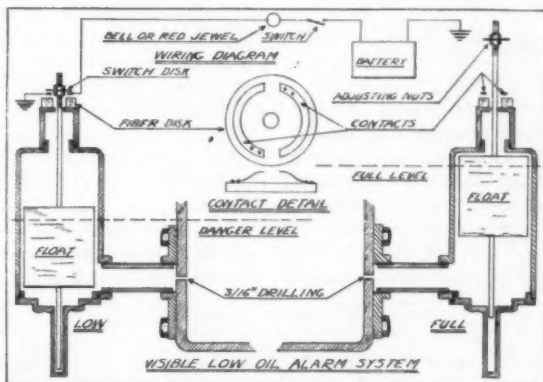 BELL OR RED JEWEL
SWITCH
WIRING DIAGRAM
BATTERY
SWITCH DISK
ADJUSTING NUTS
FIBER DISK
CONTACTS
FULL LEVEL
FLOAT
CONTACT DETAIL
DANGER LEVEL
FLOAT
3/16" DRILLING
LOW
FULL
VISIBLE LOW OIL ALARM SYSTEM